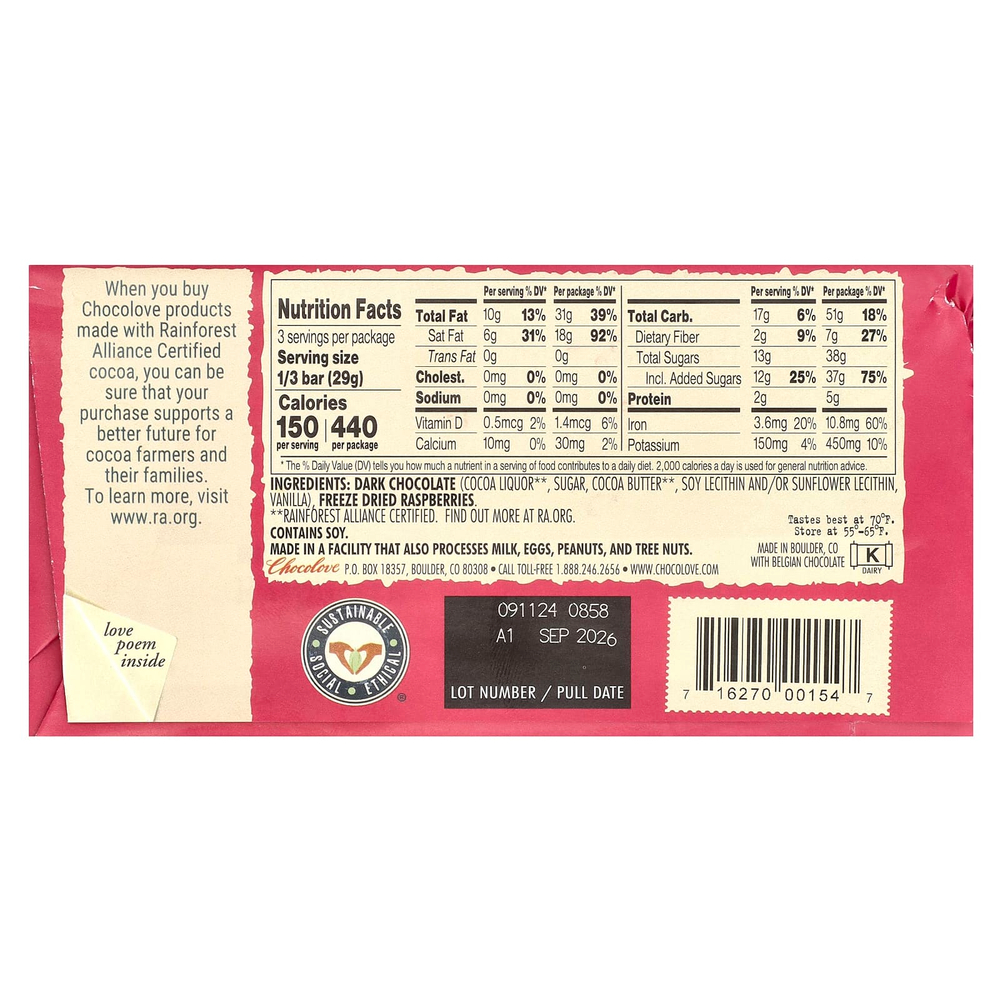 When you buy
Chocolove products
made with Rainforest
Alliance Certified
cocoa, you can be
sure that your
purchase supports a
better future for
cocoa farmers and
their families.
To learn more, visit
www.ra.org.
love
poem
inside
Nutrition Facts
3 servings per package
Serving size
1/3 bar (29g)
Calories
150 440
per serving per package
Per serving % DV* Per package % DV*
Total Fat 10g 13% 31g 39%
Sat Fat 6g 31% 18g 92%
Trans Fat 0g 0g
Cholest. 0mg 0% 0mg 0%
Sodium 0mg 0% 0mg 0%
Vitamin D 0.5mcg 2% 1.4mcg 6%
Calcium 10mg 0% 30mg 2%
Per serving % DV* Per package % DV*
Total Carb. 17g 6% 51g 18%
Dietary Fiber 2g 9% 7g 27%
Total Sugars 13g 38g
Incl. Added Sugars 12g 25% 37g 75%
Protein 2g 5g
Iron 3.6mg 20% 10.8mg 60%
Potassium 150mg 4% 450mg 10%
*The % Daily Value (DV) tells you how much a nutrient in a serving of food contributes to a daily diet. 2,000 calories a day is used for general nutrition advice.
INGREDIENTS: DARK CHOCOLATE (COCOA LIQUOR**, SUGAR, COCOA BUTTER**, SOY LECITHIN AND/OR SUNFLOWER LECITHIN,
VANILLA), FREEZE DRIED RASPBERRIES.
**RAINFOREST ALLIANCE CERTIFIED. FIND OUT MORE AT RA.ORG.
CONTAINS SOY.
MADE IN A FACILITY THAT ALSO PROCESSES MILK, EGGS, PEANUTS, AND TREE NUTS.
Chocolove P.O. BOX 18357, BOULDER, CO 80308 • CALL TOLL-FREE 1.888.246.2656 • WWW.CHOCOLOVE.COM
Tastes best at 70°F.
Store at 55°-65°F.
MADE IN BOULDER, CO
WITH BELGIAN CHOCOLATE
K
DAIRY
SUSTAINABLE • SOCIAL • ETHICAL ®
091124 0858
A1 SEP 2026
LOT NUMBER / PULL DATE
7 16270 00154 7